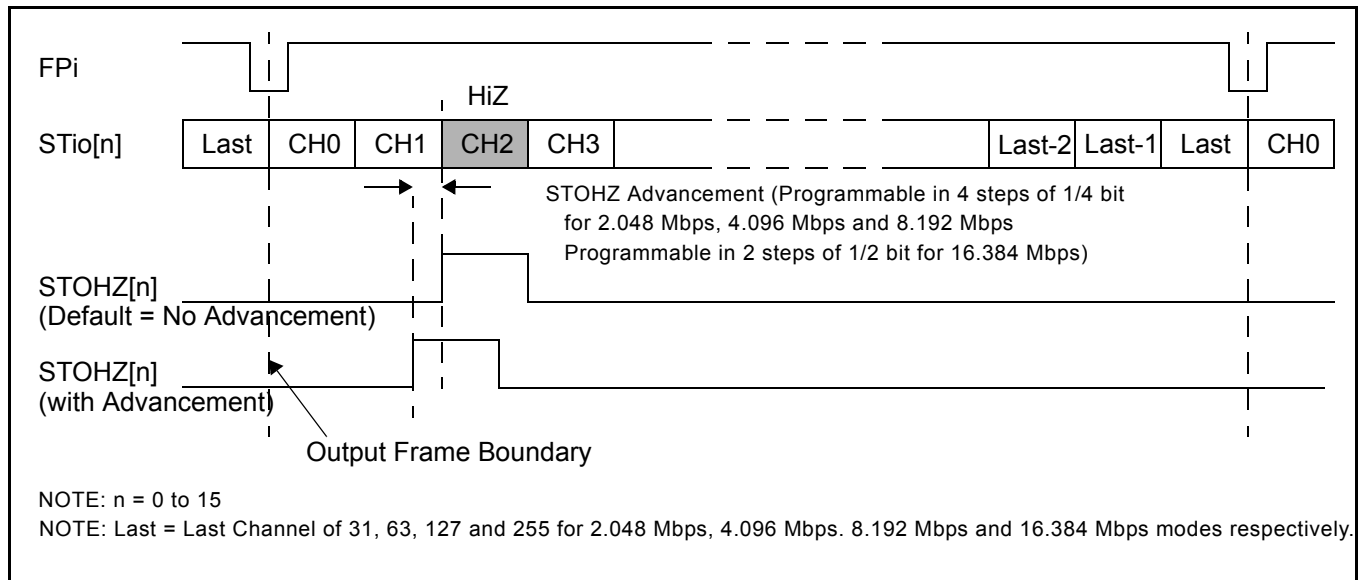 FPi
HiZ
STio[n]
Last CH0 CH1 CH2 CH3 Last-2 Last-1 Last CH0
STOHZ Advancement (Programmable in 4 steps of 1/4 bit
for 2.048 Mbps, 4.096 Mbps and 8.192 Mbps
Programmable in 2 steps of 1/2 bit for 16.384 Mbps)
STOHZ[n]
(Default = No Advancement)
STOHZ[n]
(with Advancement)
Output Frame Boundary
NOTE: n = 0 to 15
NOTE: Last = Last Channel of 31, 63, 127 and 255 for 2.048 Mbps, 4.096 Mbps. 8.192 Mbps and 16.384 Mbps modes respectively.